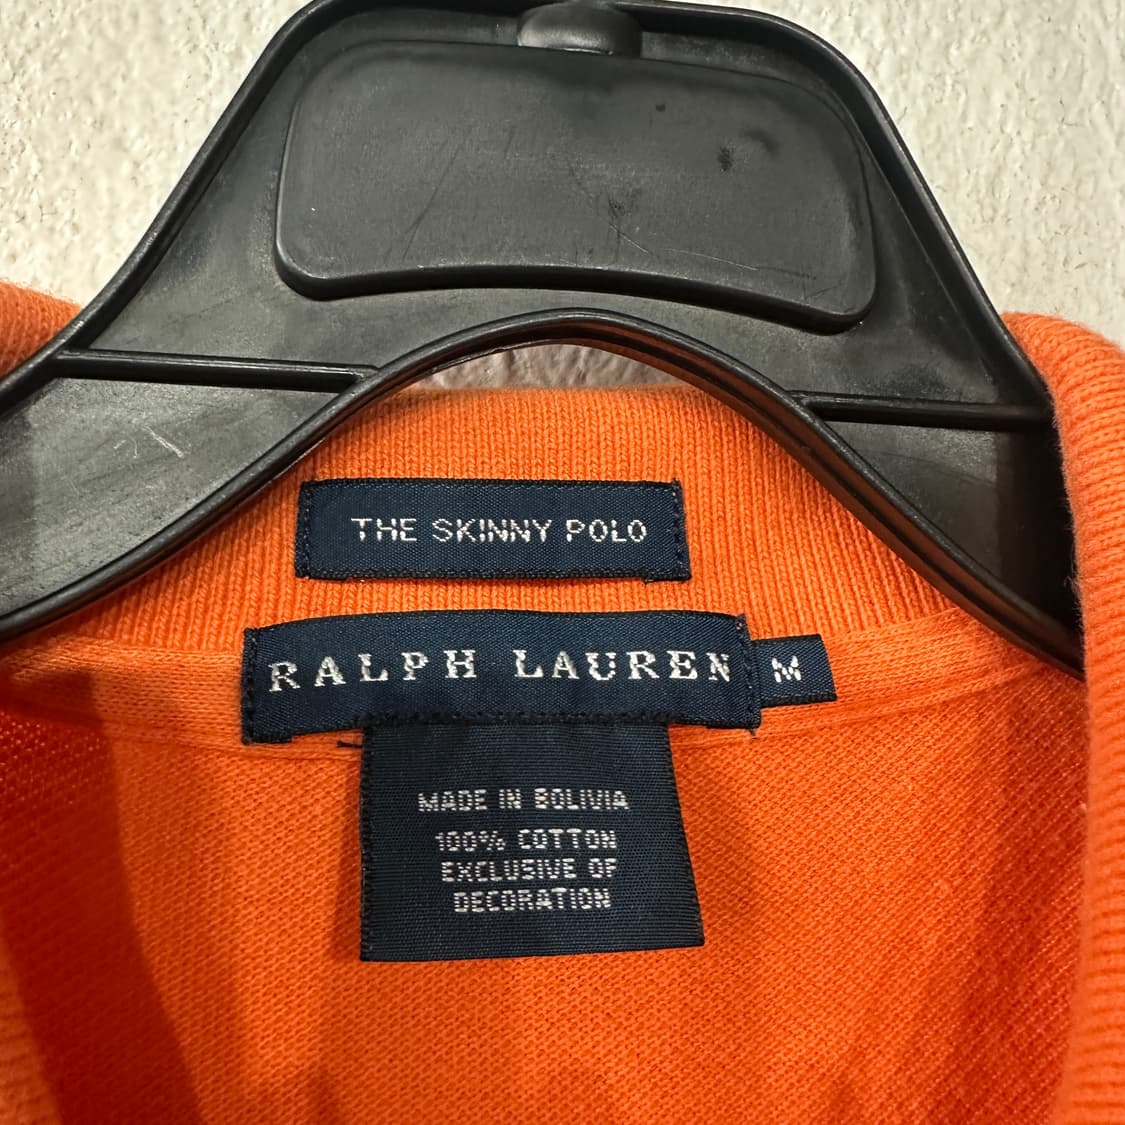 THE SKINNY POLO
RALPH LAUREN M
MADE IN BOLIVIA
100% COTTON
EXCLUSIVE OF
DECORATION